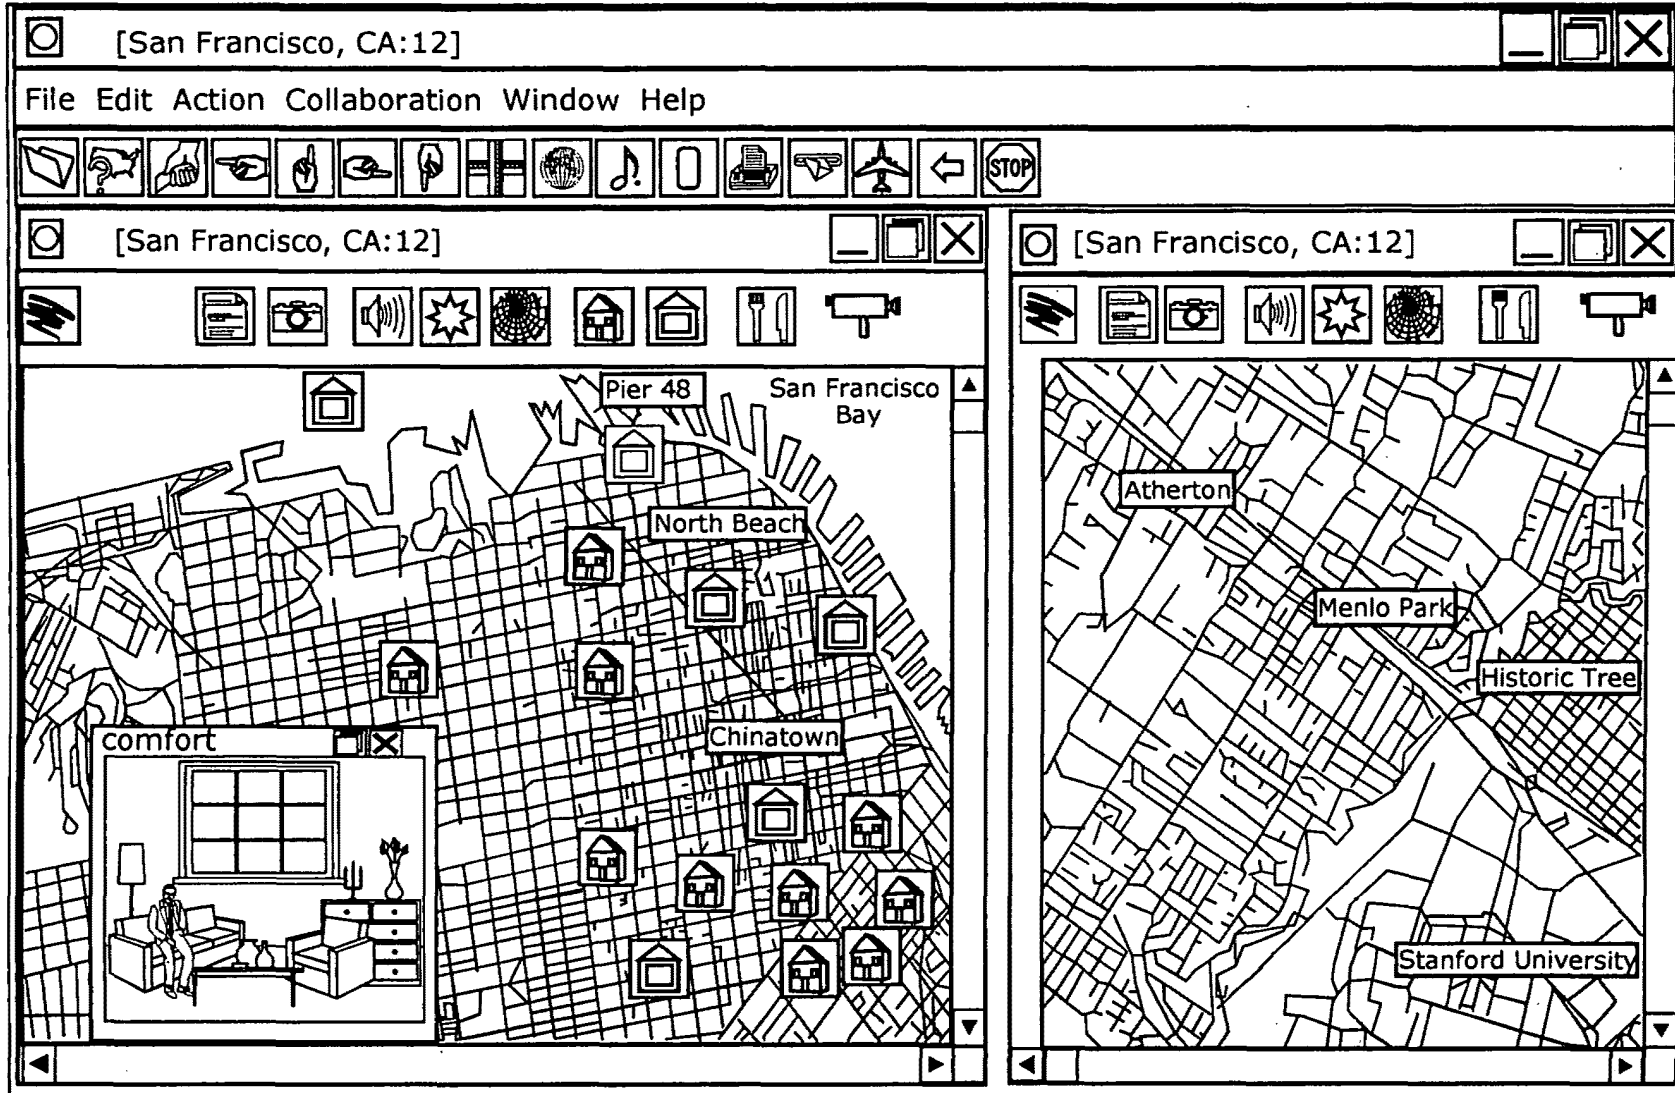 [San Francisco, CA:12]
File Edit Action Collaboration Window Help
STOP
[San Francisco, CA:12]
[San Francisco, CA:12]
Pier 48
San Francisco
Bay
North Beach
Chinatown
comfort
Atherton
Menlo Park
Historic Tree
Stanford University